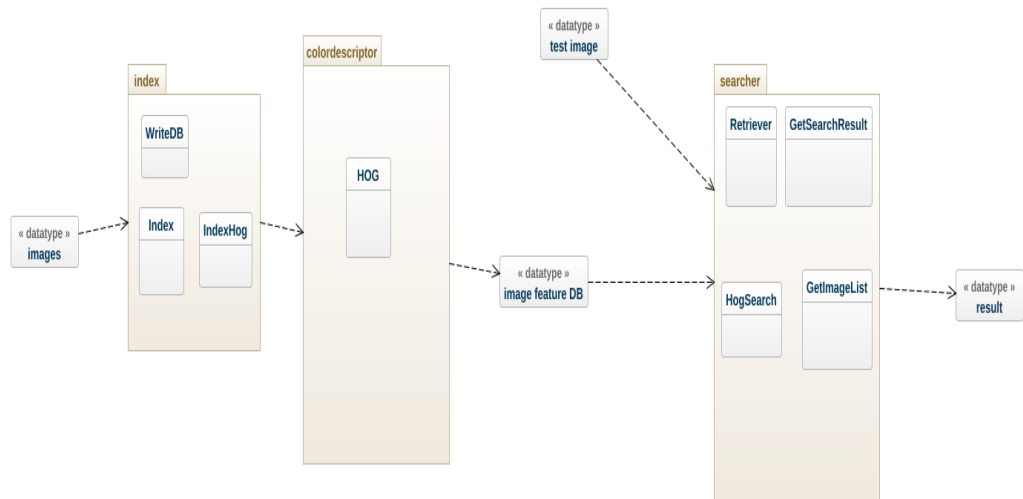 « datatype »
images
index
WriteDB
Index
IndexHog
colordescriptor
HOG
« datatype »
image feature DB
« datatype »
test image
searcher
Retriever
GetSearchResult
HogSearch
GetImageList
« datatype »
result